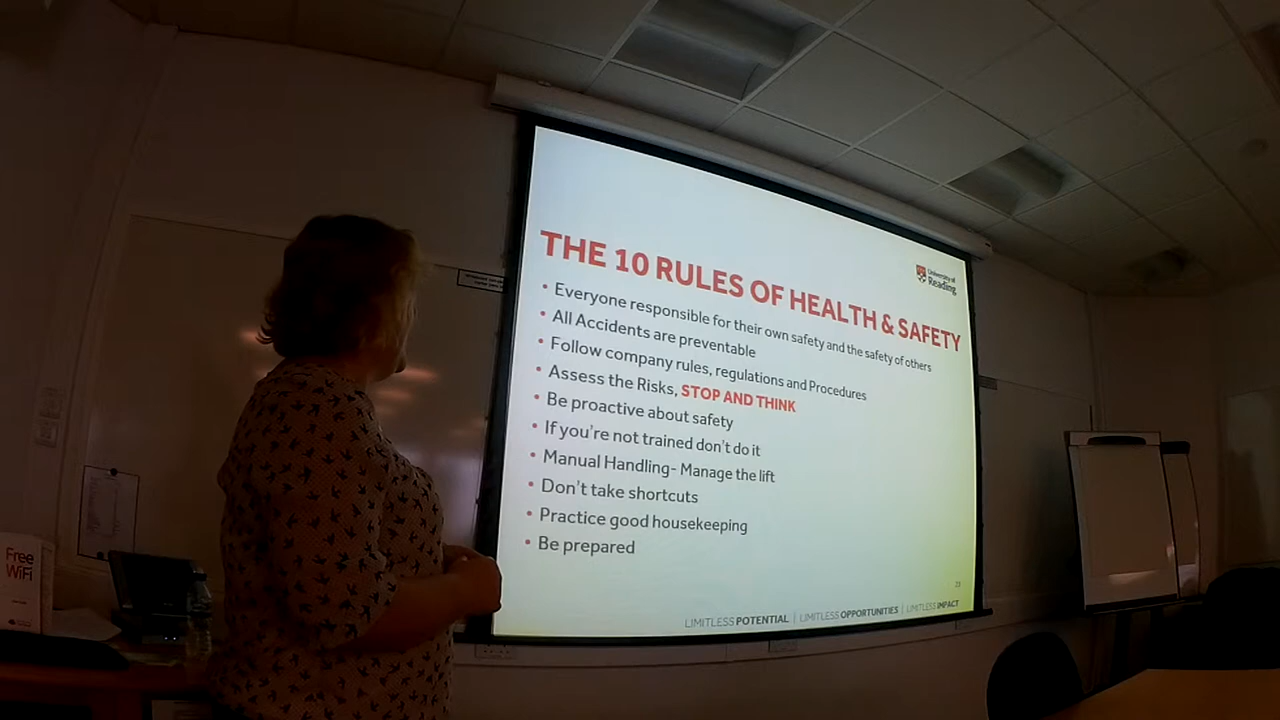 THE 10 RULES OF HEALTH & SAFETY
University of
Reading
• Everyone responsible for their own safety and the safety of others
• All Accidents are preventable
• Follow company rules, regulations and Procedures
• Assess the Risks, STOP AND THINK
• Be proactive about safety
• If you're not trained don't do it
• Manual Handling- Manage the lift
• Don't take shortcuts
• Practice good housekeeping
• Be prepared
LIMITLESS POTENTIAL | LIMITLESS OPPORTUNITIES | LIMITLESS IMPACT
Free
WiFi